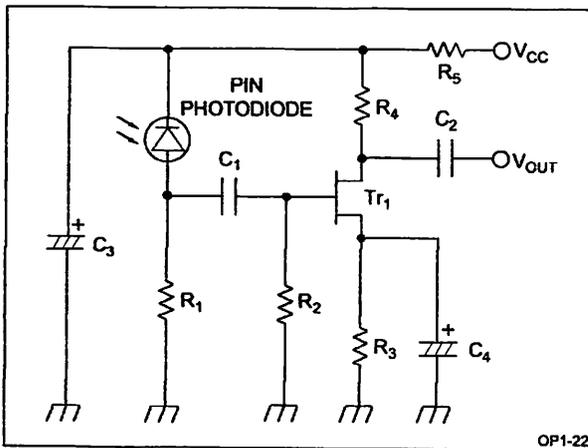 VCC
R5
PIN
PHOTODIODE
R4
C2
C1
VOUT
Tr1
+
C3
R1
R2
+
R3
C4
OP1-22